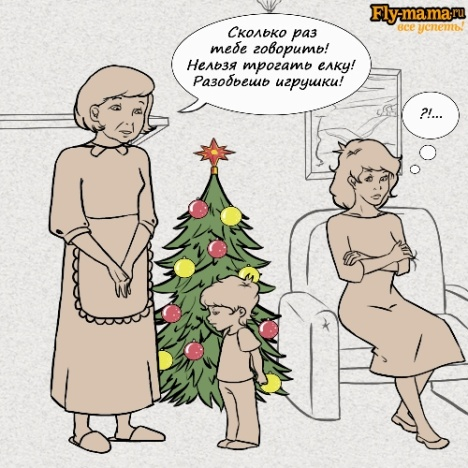 Fly-mama.ru
все успеть!
Сколько раз
тебе говорить!
Нельзя трогать елку!
Разобьешь игрушки!
?!...